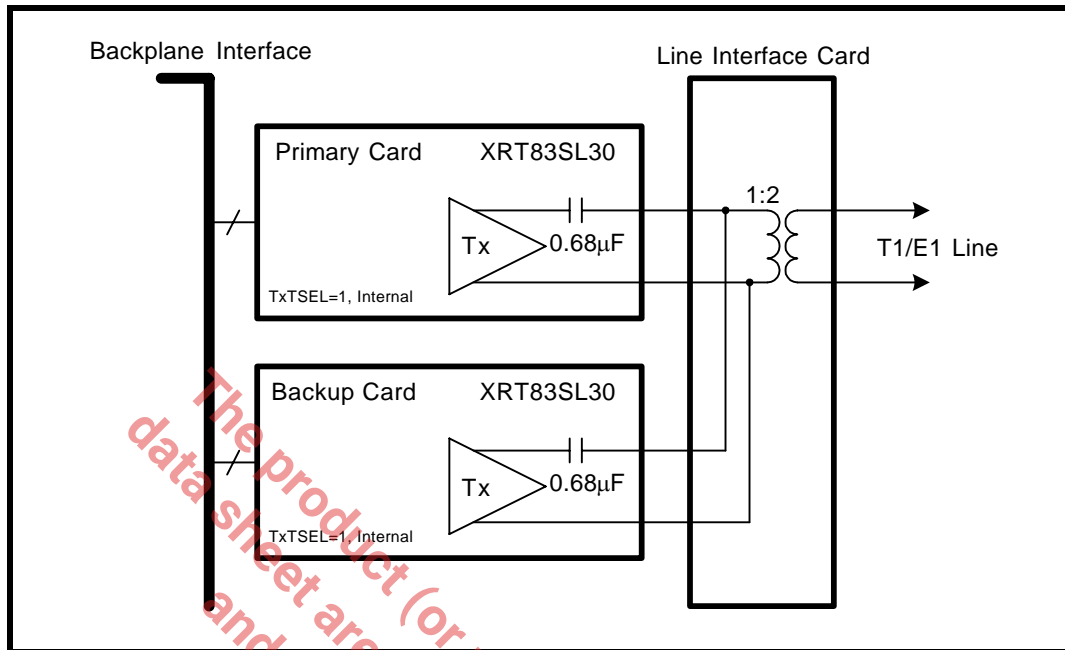 Backplane Interface
Line Interface Card
Primary Card XRT83SL30
1:2
Tx
0.68μF
T1/E1 Line
TxTSEL=1, Internal
Backup Card XRT83SL30
Tx
0.68μF
TxTSEL=1, Internal
The product (or
data sheet are
and